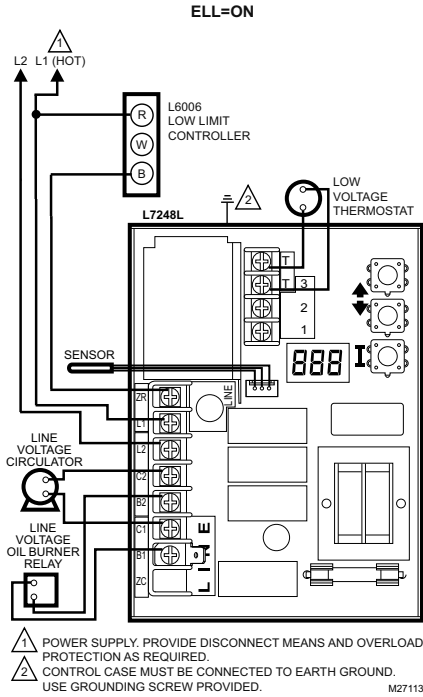 ELL=ON
1
L2 L1 (HOT)
R
W
B
L6006
LOW LIMIT
CONTROLLER
2
LOW
VOLTAGE
THERMOSTAT
L7248L
T
T 3
2
1
SENSOR
888
LINE
ZR
L1
L2
C2
B2
C1
B1
ZC
LINE
LINE
VOLTAGE
CIRCULATOR
LINE
VOLTAGE
OIL BURNER
RELAY
1 POWER SUPPLY. PROVIDE DISCONNECT MEANS AND OVERLOAD
PROTECTION AS REQUIRED.
2 CONTROL CASE MUST BE CONNECTED TO EARTH GROUND.
USE GROUNDING SCREW PROVIDED.
M27113